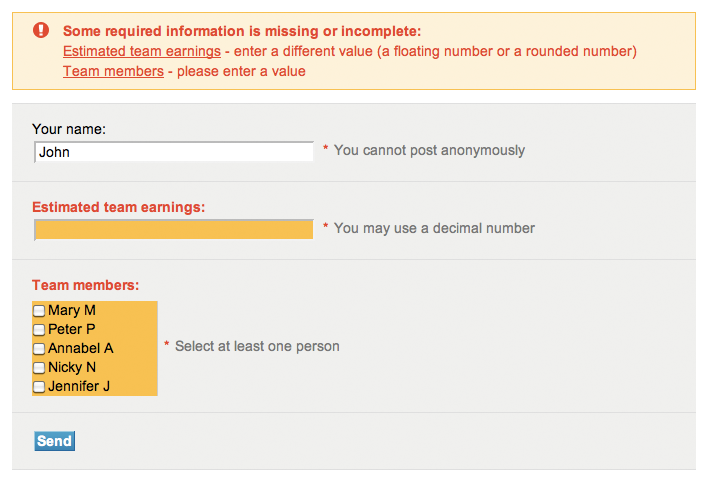 Some required information is missing or incomplete:
Estimated team earnings - enter a different value (a floating number or a rounded number)
Team members - please enter a value
Your name:
John
* You cannot post anonymously
Estimated team earnings:
* You may use a decimal number
Team members:
Mary M
Peter P
Annabel A
Nicky N
Jennifer J
* Select at least one person
Send